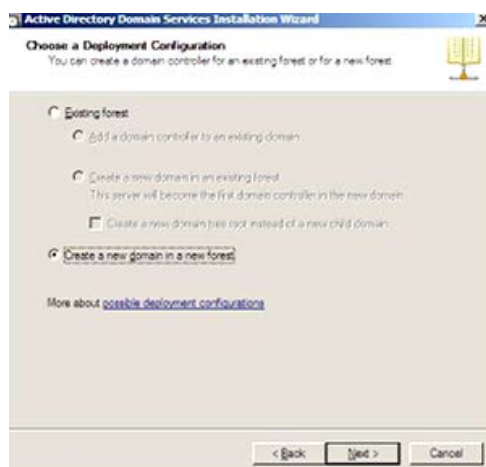 Active Directory Domain Services Installation Wizard
Choose a Deployment Configuration
You can create a domain controller for an existing forest or for a new forest.
Existing forest
Add a domain controller to an existing domain
Create a new domain in an existing forest
This server will become the first domain controller in the new domain.
Create a new domain tree root instead of a new child domain
Create a new domain in a new forest
More about possible deployment configurations
< Back
Next >
Cancel